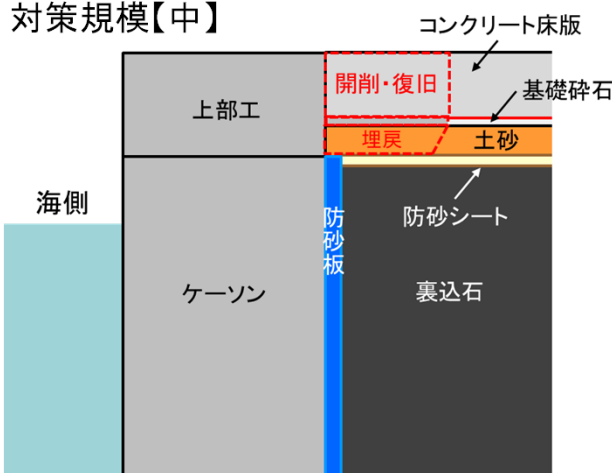 対策規模【中】
コンクリート床版
開削・復旧
基礎砕石
上部工
埋戻
土砂
海側
防砂シート
防砂板
ケーソン
裏込石